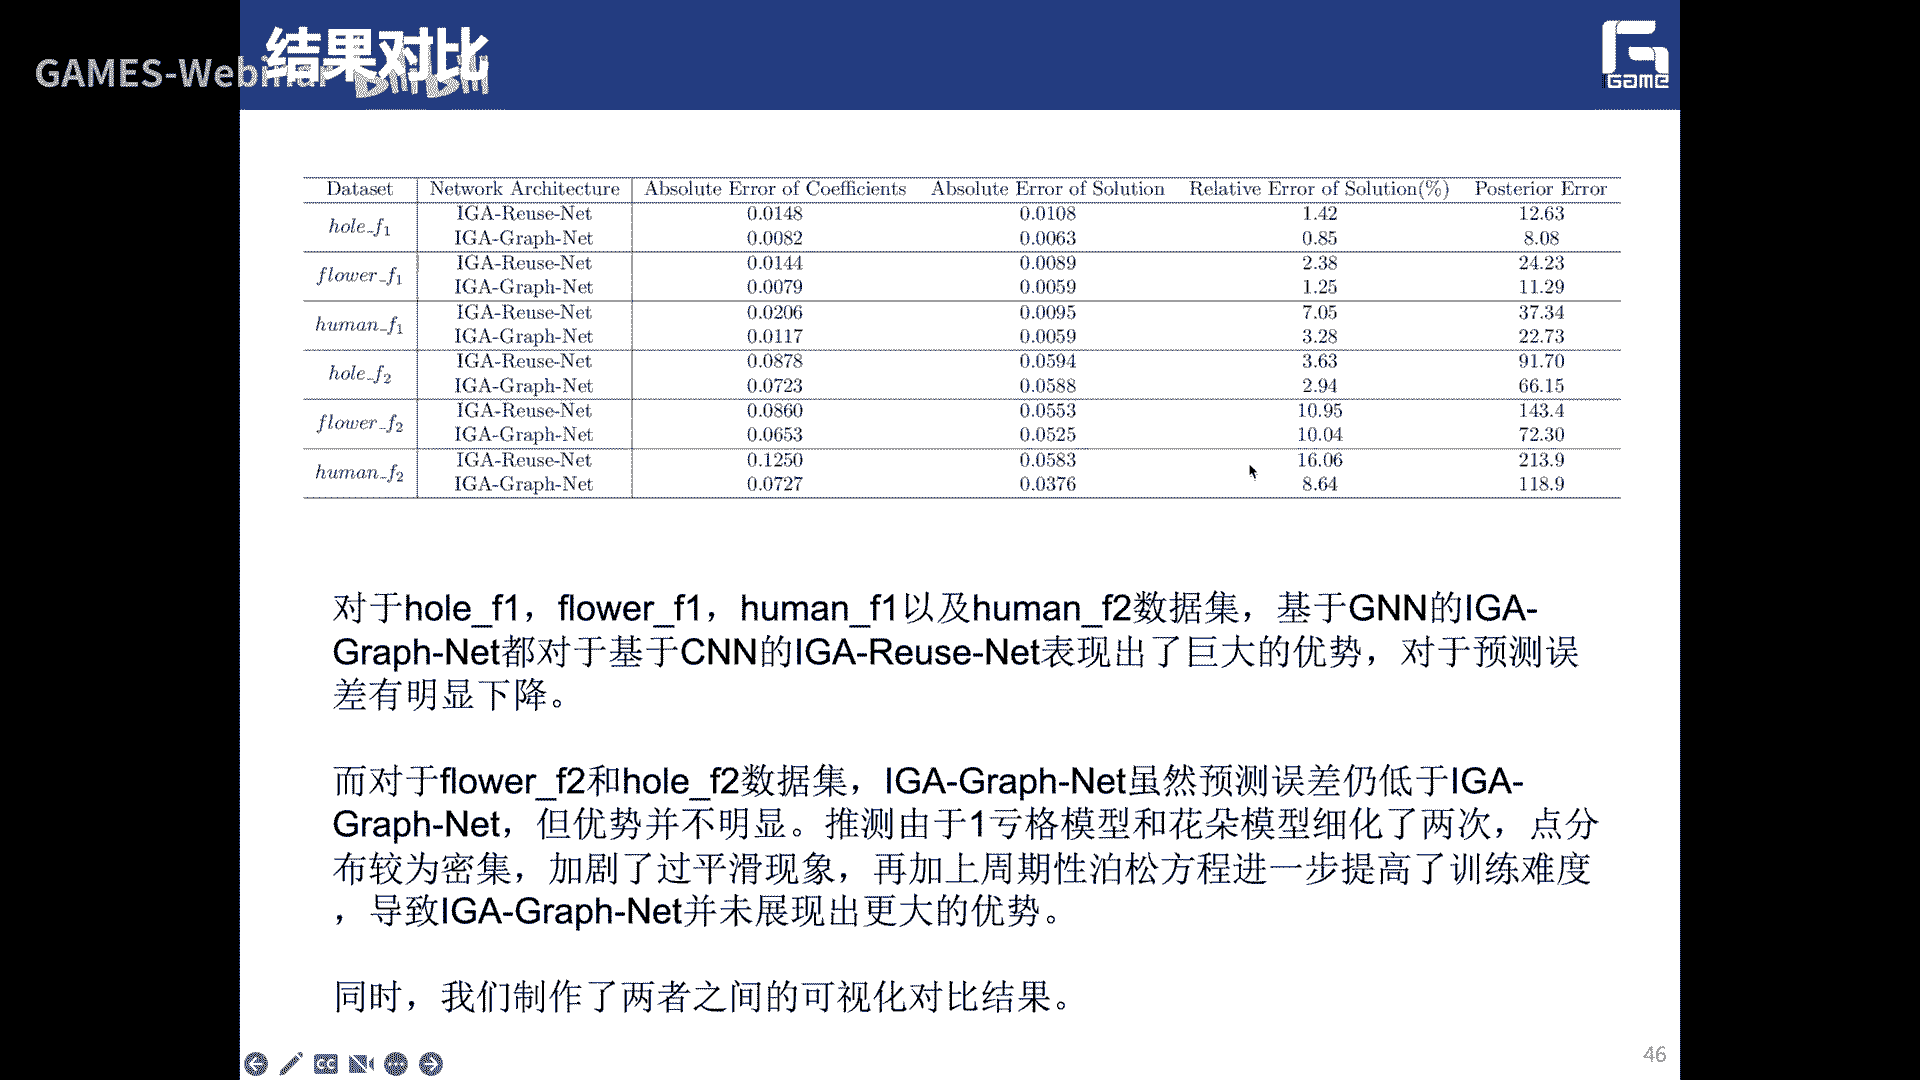 GAMES-Webinar
bilibili
结果对比
GAME
Dataset Network Architecture Absolute Error of Coefficients Absolute Error of Solution Relative Error of Solution(%) Posterior Error
hole_f1 IGA-Reuse-Net 0.0148 0.0108 1.42 12.63
IGA-Graph-Net 0.0082 0.0063 0.85 8.08
flower_f1 IGA-Reuse-Net 0.0144 0.0089 2.38 24.23
IGA-Graph-Net 0.0079 0.0059 1.25 11.29
human_f1 IGA-Reuse-Net 0.0206 0.0095 7.05 37.34
IGA-Graph-Net 0.0117 0.0059 3.28 22.73
hole_f2 IGA-Reuse-Net 0.0878 0.0594 3.63 91.70
IGA-Graph-Net 0.0723 0.0588 2.94 66.15
flower_f2 IGA-Reuse-Net 0.0860 0.0553 10.95 143.4
IGA-Graph-Net 0.0653 0.0525 10.04 72.30
human_f2 IGA-Reuse-Net 0.1250 0.0583 16.06 213.9
IGA-Graph-Net 0.0727 0.0376 8.64 118.9
对于hole_f1，flower_f1，human_f1以及human_f2数据集，基于GNN的IGA-
Graph-Net都对于基于CNN的IGA-Reuse-Net表现出了巨大的优势，对于预测误
差有明显下降。
而对于flower_f2和hole_f2数据集，IGA-Graph-Net虽然预测误差仍低于IGA-
Graph-Net，但优势并不明显。推测由于1亏格模型和花朵模型细化了两次，点分
布较为密集，加剧了过平滑现象，再加上周期性泊松方程进一步提高了训练难度
，导致IGA-Graph-Net并未展现出更大的优势。
同时，我们制作了两者之间的可视化对比结果。
CC
46